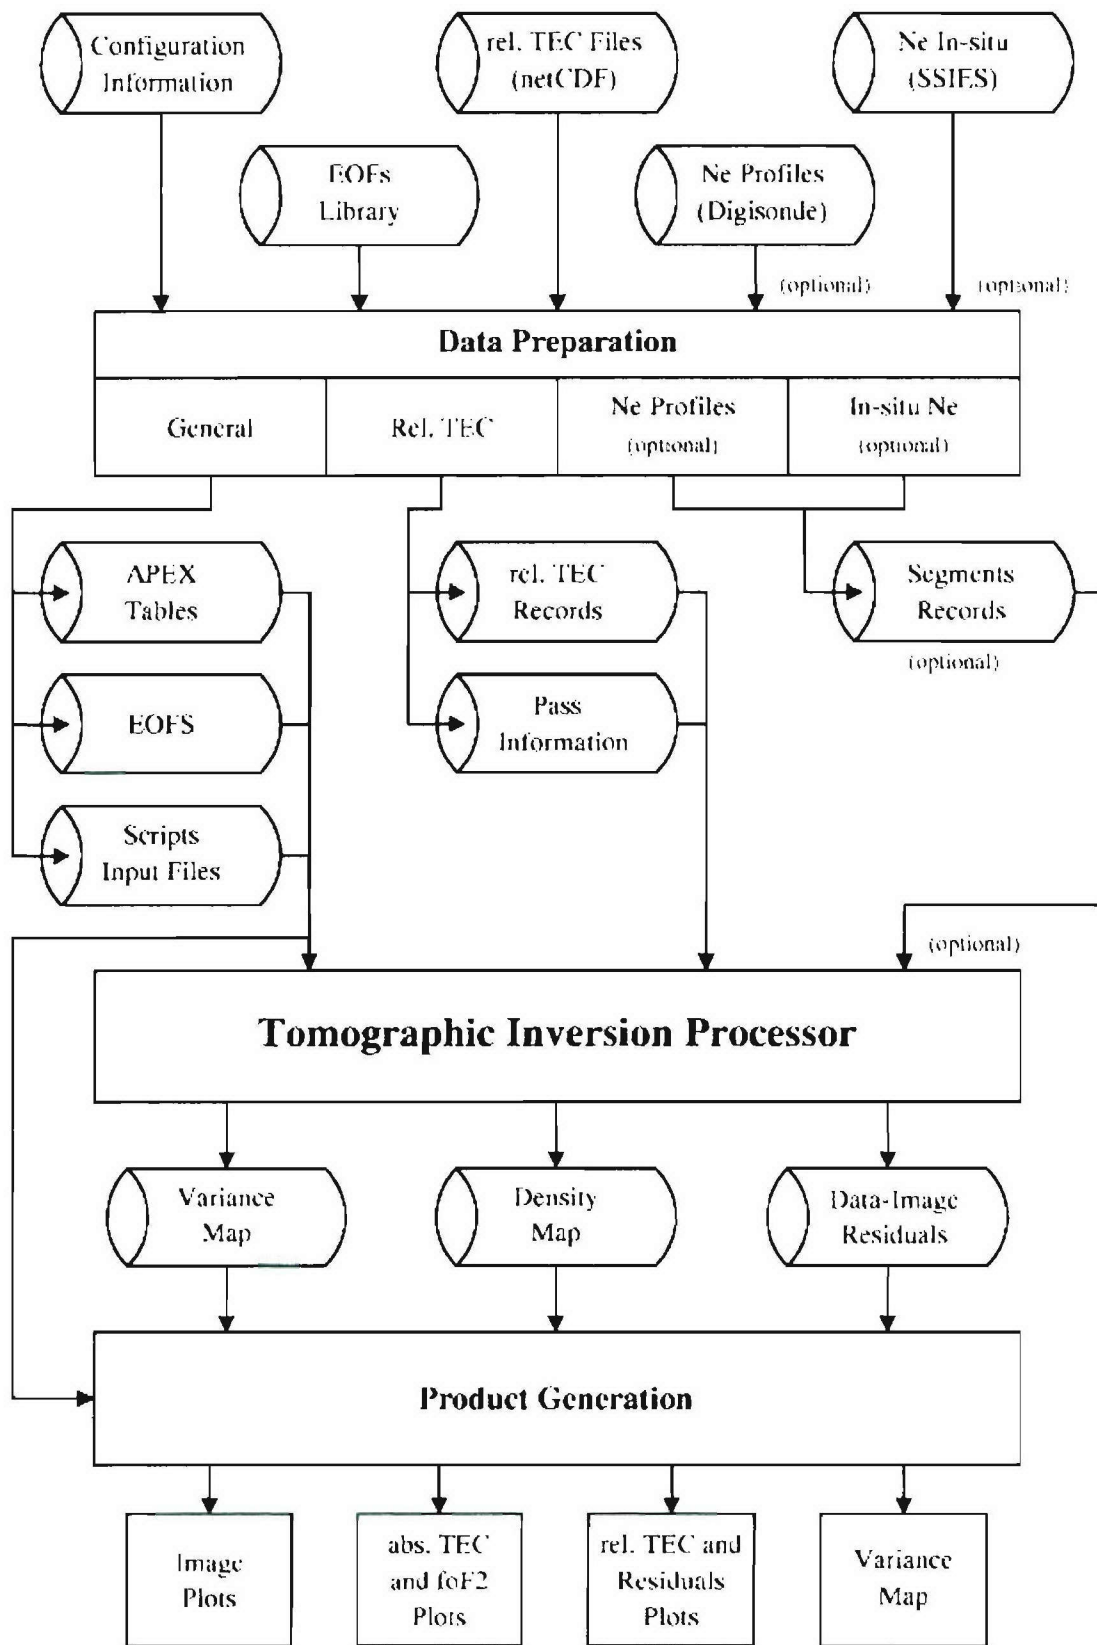 Configuration
Information
rel. TEC Files
(netCDF)
Ne In-situ
(SSIES)
EOFs
Library
Ne Profiles
(Digisonde)
(optional)
(optional)
Data Preparation
General
Rel. TEC
Ne Profiles
(optional)
In-situ Ne
(optional)
APEX
Tables
rel. TEC
Records
Segments
Records
(optional)
EOFS
Pass
Information
Scripts
Input Files
(optional)
Tomographic Inversion Processor
Variance
Map
Density
Map
Data-Image
Residuals
Product Generation
Image
Plots
abs. TEC
and foF2
Plots
rel. TEC and
Residuals
Plots
Variance
Map